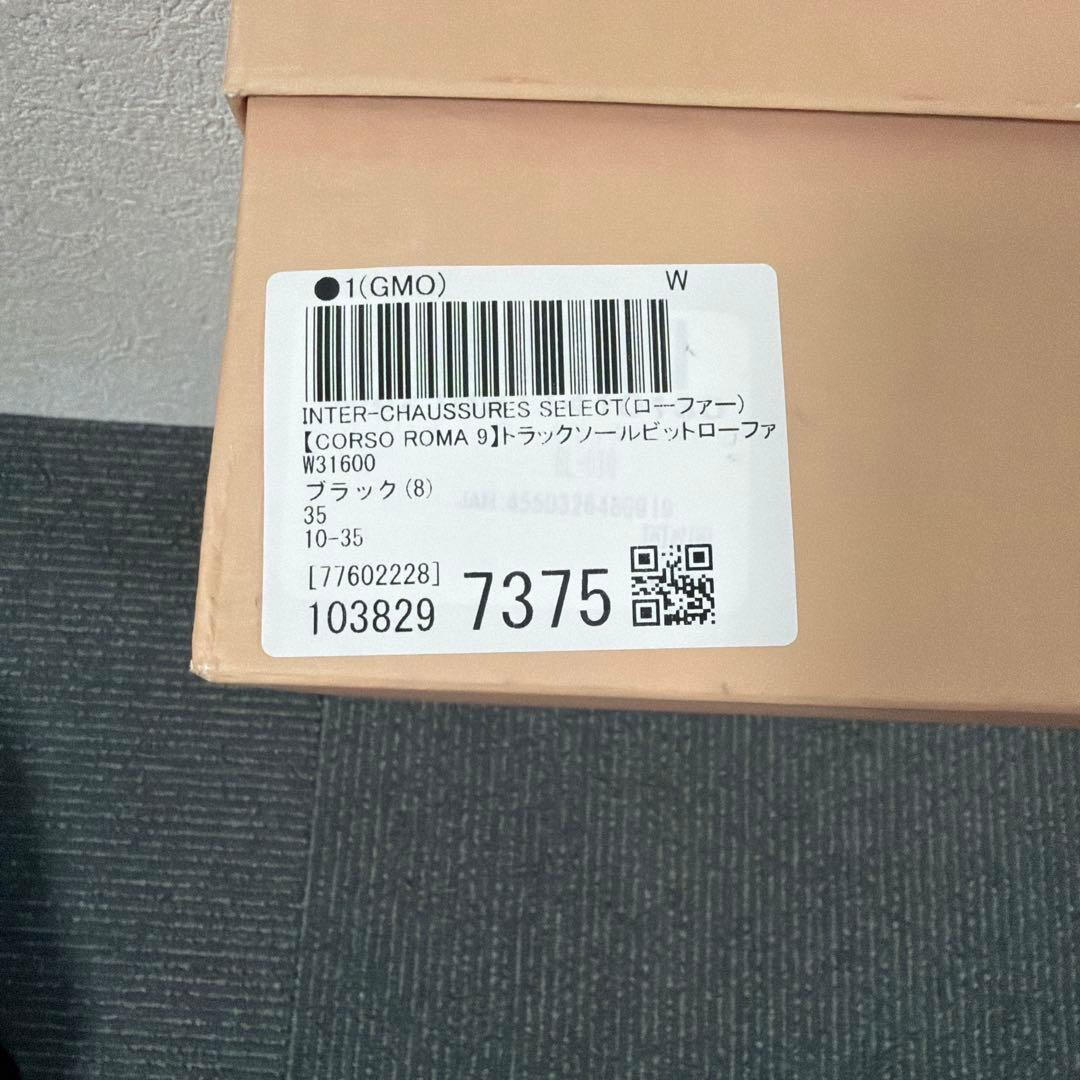 ●1(GMO) W
INTER-CHAUSSURES SELECT(ローファー)
【CORSO ROMA 9】トラックソールビットローファ
W31600
ブラック(8)
35
10-35
[77602228]
103829 7375